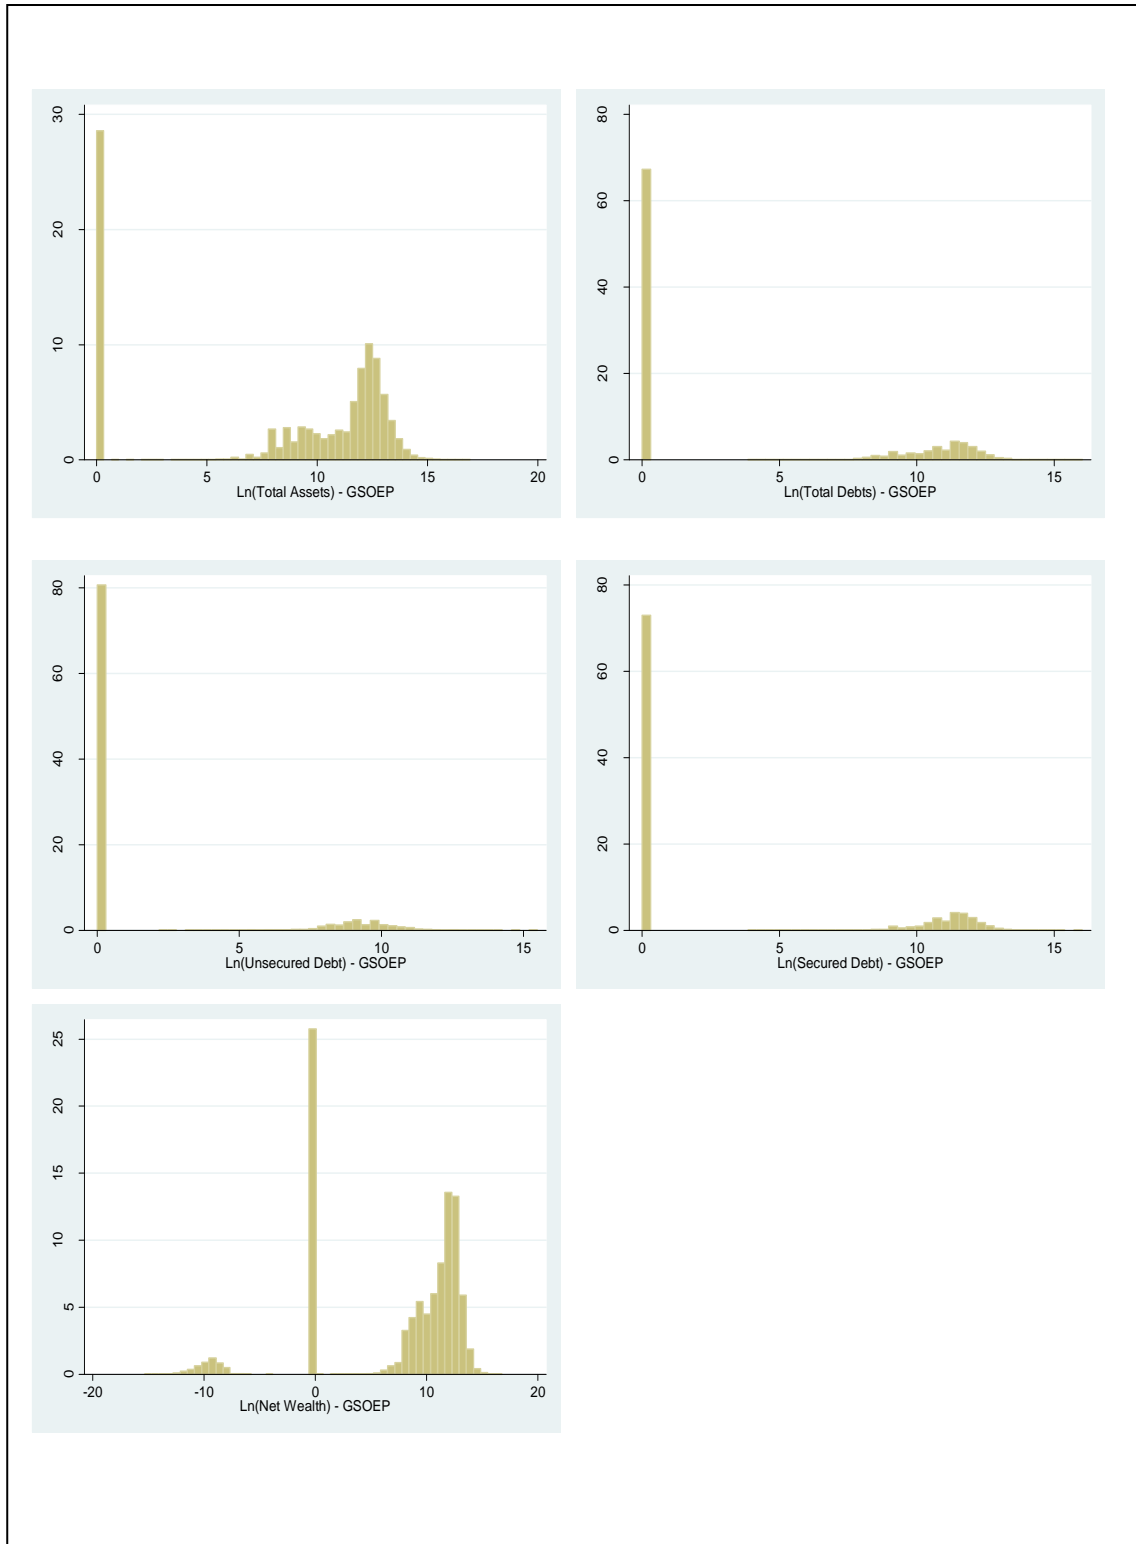 30
20
10
0
0 5 10 15 20
Ln(Total Assets) - GSOEP
80
60
40
20
0
0 5 10 15
Ln(Total Debts) - GSOEP
80
60
40
20
0
0 5 10 15
Ln(Unsecured Debt) - GSOEP
80
60
40
20
0
0 5 10 15
Ln(Secured Debt) - GSOEP
25
20
15
10
5
0
-20 -10 0 10 20
Ln(Net Wealth) - GSOEP